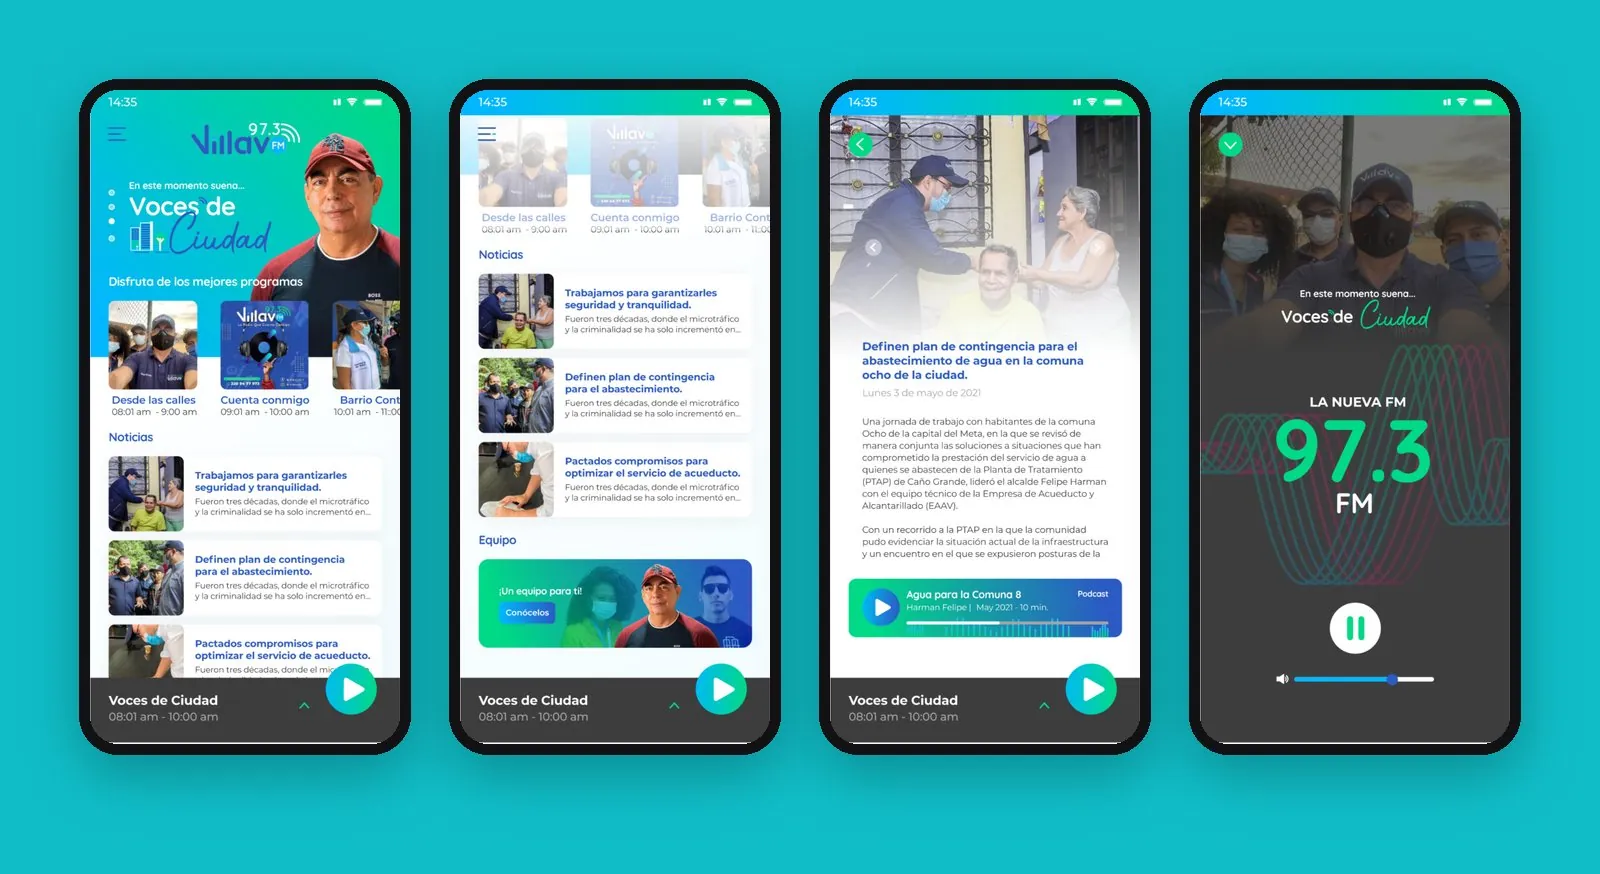 14:35
97.3
Villavo
FM
En este momento suena...
Voces de
Ciudad
Disfruta de los mejores programas
BOSS
Villavo
Desde las calles
08:01 am - 9:00 am
Cuenta conmigo
09:01 am - 10:00 am
Barrio Cont
10:01 am - 11:0
Noticias
Trabajamos para garantizarles
seguridad y tranquilidad.
Fueron tres décadas, donde el microtráfico
y la criminalidad se ha solo incrementó en...
Definen plan de contingencia
para el abastecimiento.
Fueron tres décadas, donde el microtráfico
y la criminalidad se ha solo incrementó en...
Pactados compromisos para
optimizar el servicio de acueducto.
Fueron tres décadas, donde el mic
Voces de Ciudad
08:01 am - 10:00 am
14:35
Villavo
Desde las calles
08:01 am - 9:00 am
Cuenta conmigo
09:01 am - 10:00 am
Barrio Cont
10:01 am - 11:0
Noticias
Trabajamos para garantizarles
seguridad y tranquilidad.
Fueron tres décadas, donde el microtráfico
y la criminalidad se ha solo incrementó en...
Definen plan de contingencia
para el abastecimiento.
Fueron tres décadas, donde el microtráfico
y la criminalidad se ha solo incrementó en...
Pactados compromisos para
optimizar el servicio de acueducto.
Fueron tres décadas, donde el microtráfico
y la criminalidad se ha solo incrementó en...
Equipo
¡Un equipo para ti!
Conócelos
Voces de Ciudad
08:01 am - 10:00 am
14:35
Definen plan de contingencia para el
abastecimiento de agua en la comuna
ocho de la ciudad.
Lunes 3 de mayo de 2021
Una jornada de trabajo con habitantes de la comuna
Ocho de la capital del Meta, en la que se revisó de
manera conjunta las soluciones a situaciones que han
comprometido la prestación del servicio de agua a
quienes se abastecen de la Planta de Tratamiento
(PTAP) de Caño Grande, lideró el alcalde Felipe Harman
con el equipo técnico de la Empresa de Acueducto y
Alcantarillado (EAAV).
Con un recorrido a la PTAP en la que la comunidad
pudo evidenciar la situación actual de la infraestructura
y un encuentro en el que se expusieron posturas de la
Agua para la Comuna 8
Podcast
Harman Felipe | May 2021 - 10 min.
Voces de Ciudad
08:01 am - 10:00 am
14:35
En este momento suena...
Voces de Ciudad
LA NUEVA FM
97.3
FM